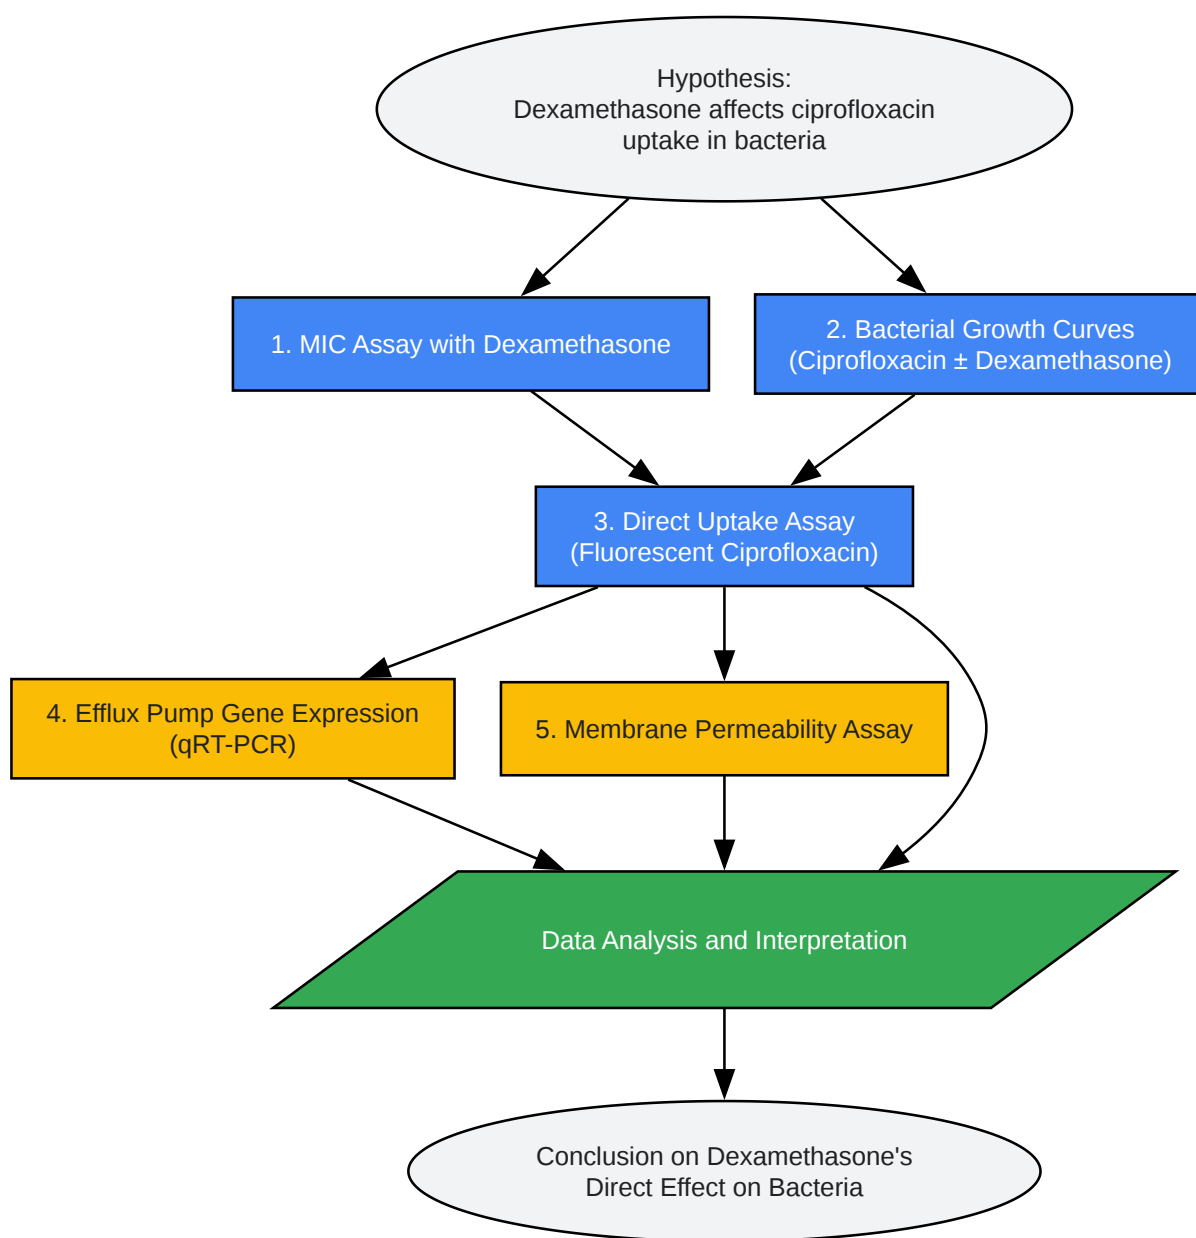 Hypothesis:
Dexamethasone affects ciprofloxacin
uptake in bacteria
1. MIC Assay with Dexamethasone
2. Bacterial Growth Curves
(Ciprofloxacin ± Dexamethasone)
3. Direct Uptake Assay
(Fluorescent Ciprofloxacin)
4. Efflux Pump Gene Expression
(qRT-PCR)
5. Membrane Permeability Assay
Data Analysis and Interpretation
Conclusion on Dexamethasone's
Direct Effect on Bacteria